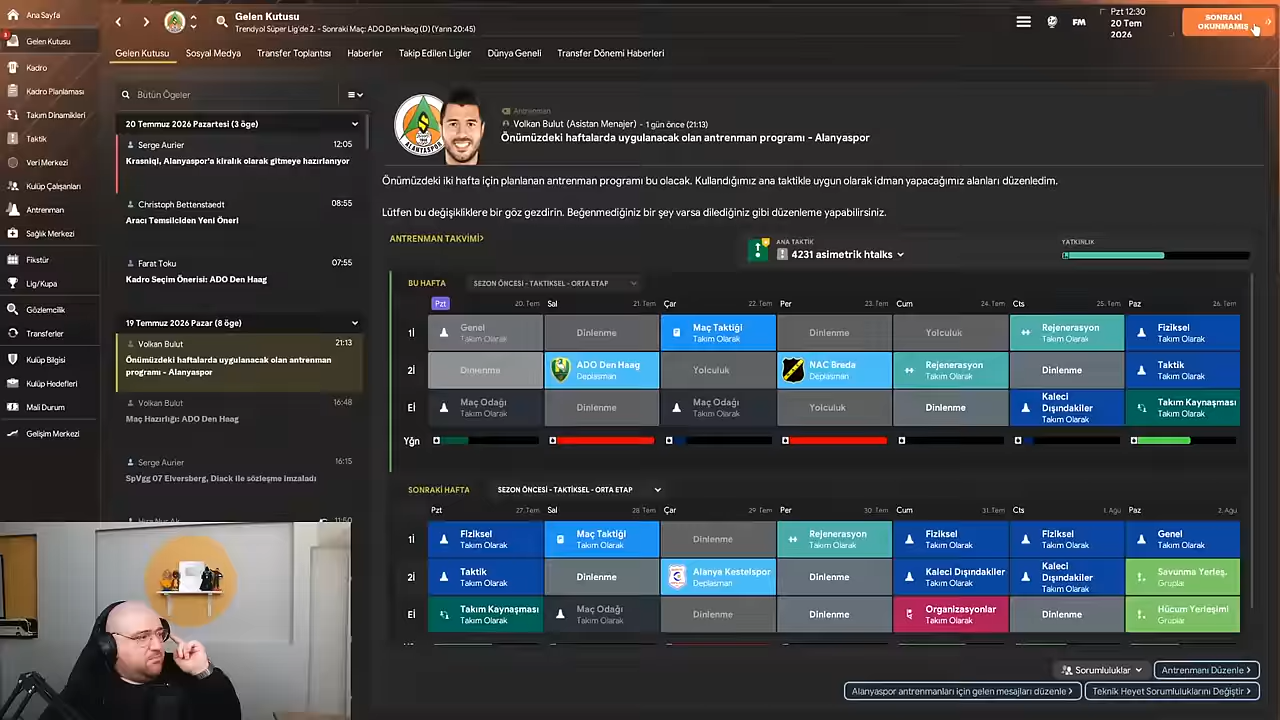 Ana Sayfa
Gelen Kutusu
Kadro
Kadro Planlaması
Takım Dinamikleri
Taktik
Veri Merkezi
Kulüp Çalışanları
Antrenman
Sağlık Merkezi
Fikstür
Lig/Kupa
Gözlemcilik
Transferler
Kulüp Bilgisi
Kulüp Hedefleri
Mali Durum
Gelişim Merkezi
Gelen Kutusu
Trendyol Süper Lig'de 2. - Sonraki Maç: ADO Den Haag (D) (Yarın 20:45)
FM
Pzt 12:30
20 Tem
2026
SONRAKİ
OKUNMAMIŞ
Gelen Kutusu Sosyal Medya Transfer Toplantısı Haberler Takip Edilen Ligler Dünya Geneli Transfer Dönemi Haberleri
Bütün Ögeler
20 Temmuz 2026 Pazartesi (3 öge)
Serge Aurier 12:05
Krasniqi, Alanyaspor'a kiralık olarak gitmeye hazırlanıyor
Christoph Bettenstaedt 08:55
Aracı Temsilciden Yeni Öneri
Farat Toku 07:55
Kadro Seçim Önerisi: ADO Den Haag
19 Temmuz 2026 Pazar (8 öge)
Volkan Bulut 21:13
Önümüzdeki haftalarda uygulanacak olan antrenman
programı - Alanyaspor
Volkan Bulut 16:48
Maç Hazırlığı: ADO Den Haag
Serge Aurier 16:15
SpVgg 07 Elversberg, Diack ile sözleşme imzaladı
11:50
ALANYASPOR
Antrenman
Volkan Bulut (Asistan Menajer) - 1 gün önce (21:13)
Önümüzdeki haftalarda uygulanacak olan antrenman programı - Alanyaspor
Önümüzdeki iki hafta için planlanan antrenman programı bu olacak. Kullandığımız ana taktikle uygun olarak idman yapacağımız alanları düzenledim.
Lütfen bu değişikliklere bir göz gezdirin. Beğenmediğiniz bir şey varsa dilediğiniz gibi düzenleme yapabilirsiniz.
ANTRENMAN TAKVİMİ>
ANA TAKTİK
4231 asimetrik htalks
YATKINLIK
BU HAFTA SEZON ÖNCESİ - TAKTİKSEL - ORTA ETAP
Pzt 20. Tem Sal 21. Tem Çar 22. Tem Per 23. Tem Cum 24. Tem Cts 25. Tem Paz 26. Tem
1İ Genel Takım Olarak Dinlenme Maç Taktiği Takım Olarak Dinlenme Yolculuk Rejenerasyon Takım Olarak Fiziksel Takım Olarak
2İ Dinlenme ADO Den Haag Deplasman Yolculuk NAC Breda Deplasman Rejenerasyon Takım Olarak Dinlenme Taktik Takım Olarak
Eİ Maç Odağı Takım Olarak Dinlenme Maç Odağı Takım Olarak Yolculuk Dinlenme Kaleci Dışındakiler Takım Olarak Takım Kaynaşması Takım Olarak
Yğn
SONRAKİ HAFTA SEZON ÖNCESİ - TAKTİKSEL - ORTA ETAP
Pzt 27. Tem Sal 28. Tem Çar 29. Tem Per 30. Tem Cum 31. Tem Cts 1. Ağu Paz 2. Ağu
1İ Fiziksel Takım Olarak Maç Taktiği Takım Olarak Dinlenme Rejenerasyon Takım Olarak Fiziksel Takım Olarak Fiziksel Takım Olarak Genel Takım Olarak
2İ Taktik Takım Olarak Dinlenme Alanya Kestelspor Deplasman Dinlenme Kaleci Dışındakiler Takım Olarak Kaleci Dışındakiler Takım Olarak Savunma Yerleş. Gruplar
Eİ Takım Kaynaşması Takım Olarak Maç Odağı Takım Olarak Dinlenme Dinlenme Organizasyonlar Takım Olarak Dinlenme Hücum Yerleşimi Gruplar
Sorumluluklar Antrenmanı Düzenle >
Alanyaspor antrenmanları için gelen mesajları düzenle > Teknik Heyet Sorumluluklarını Değiştir >